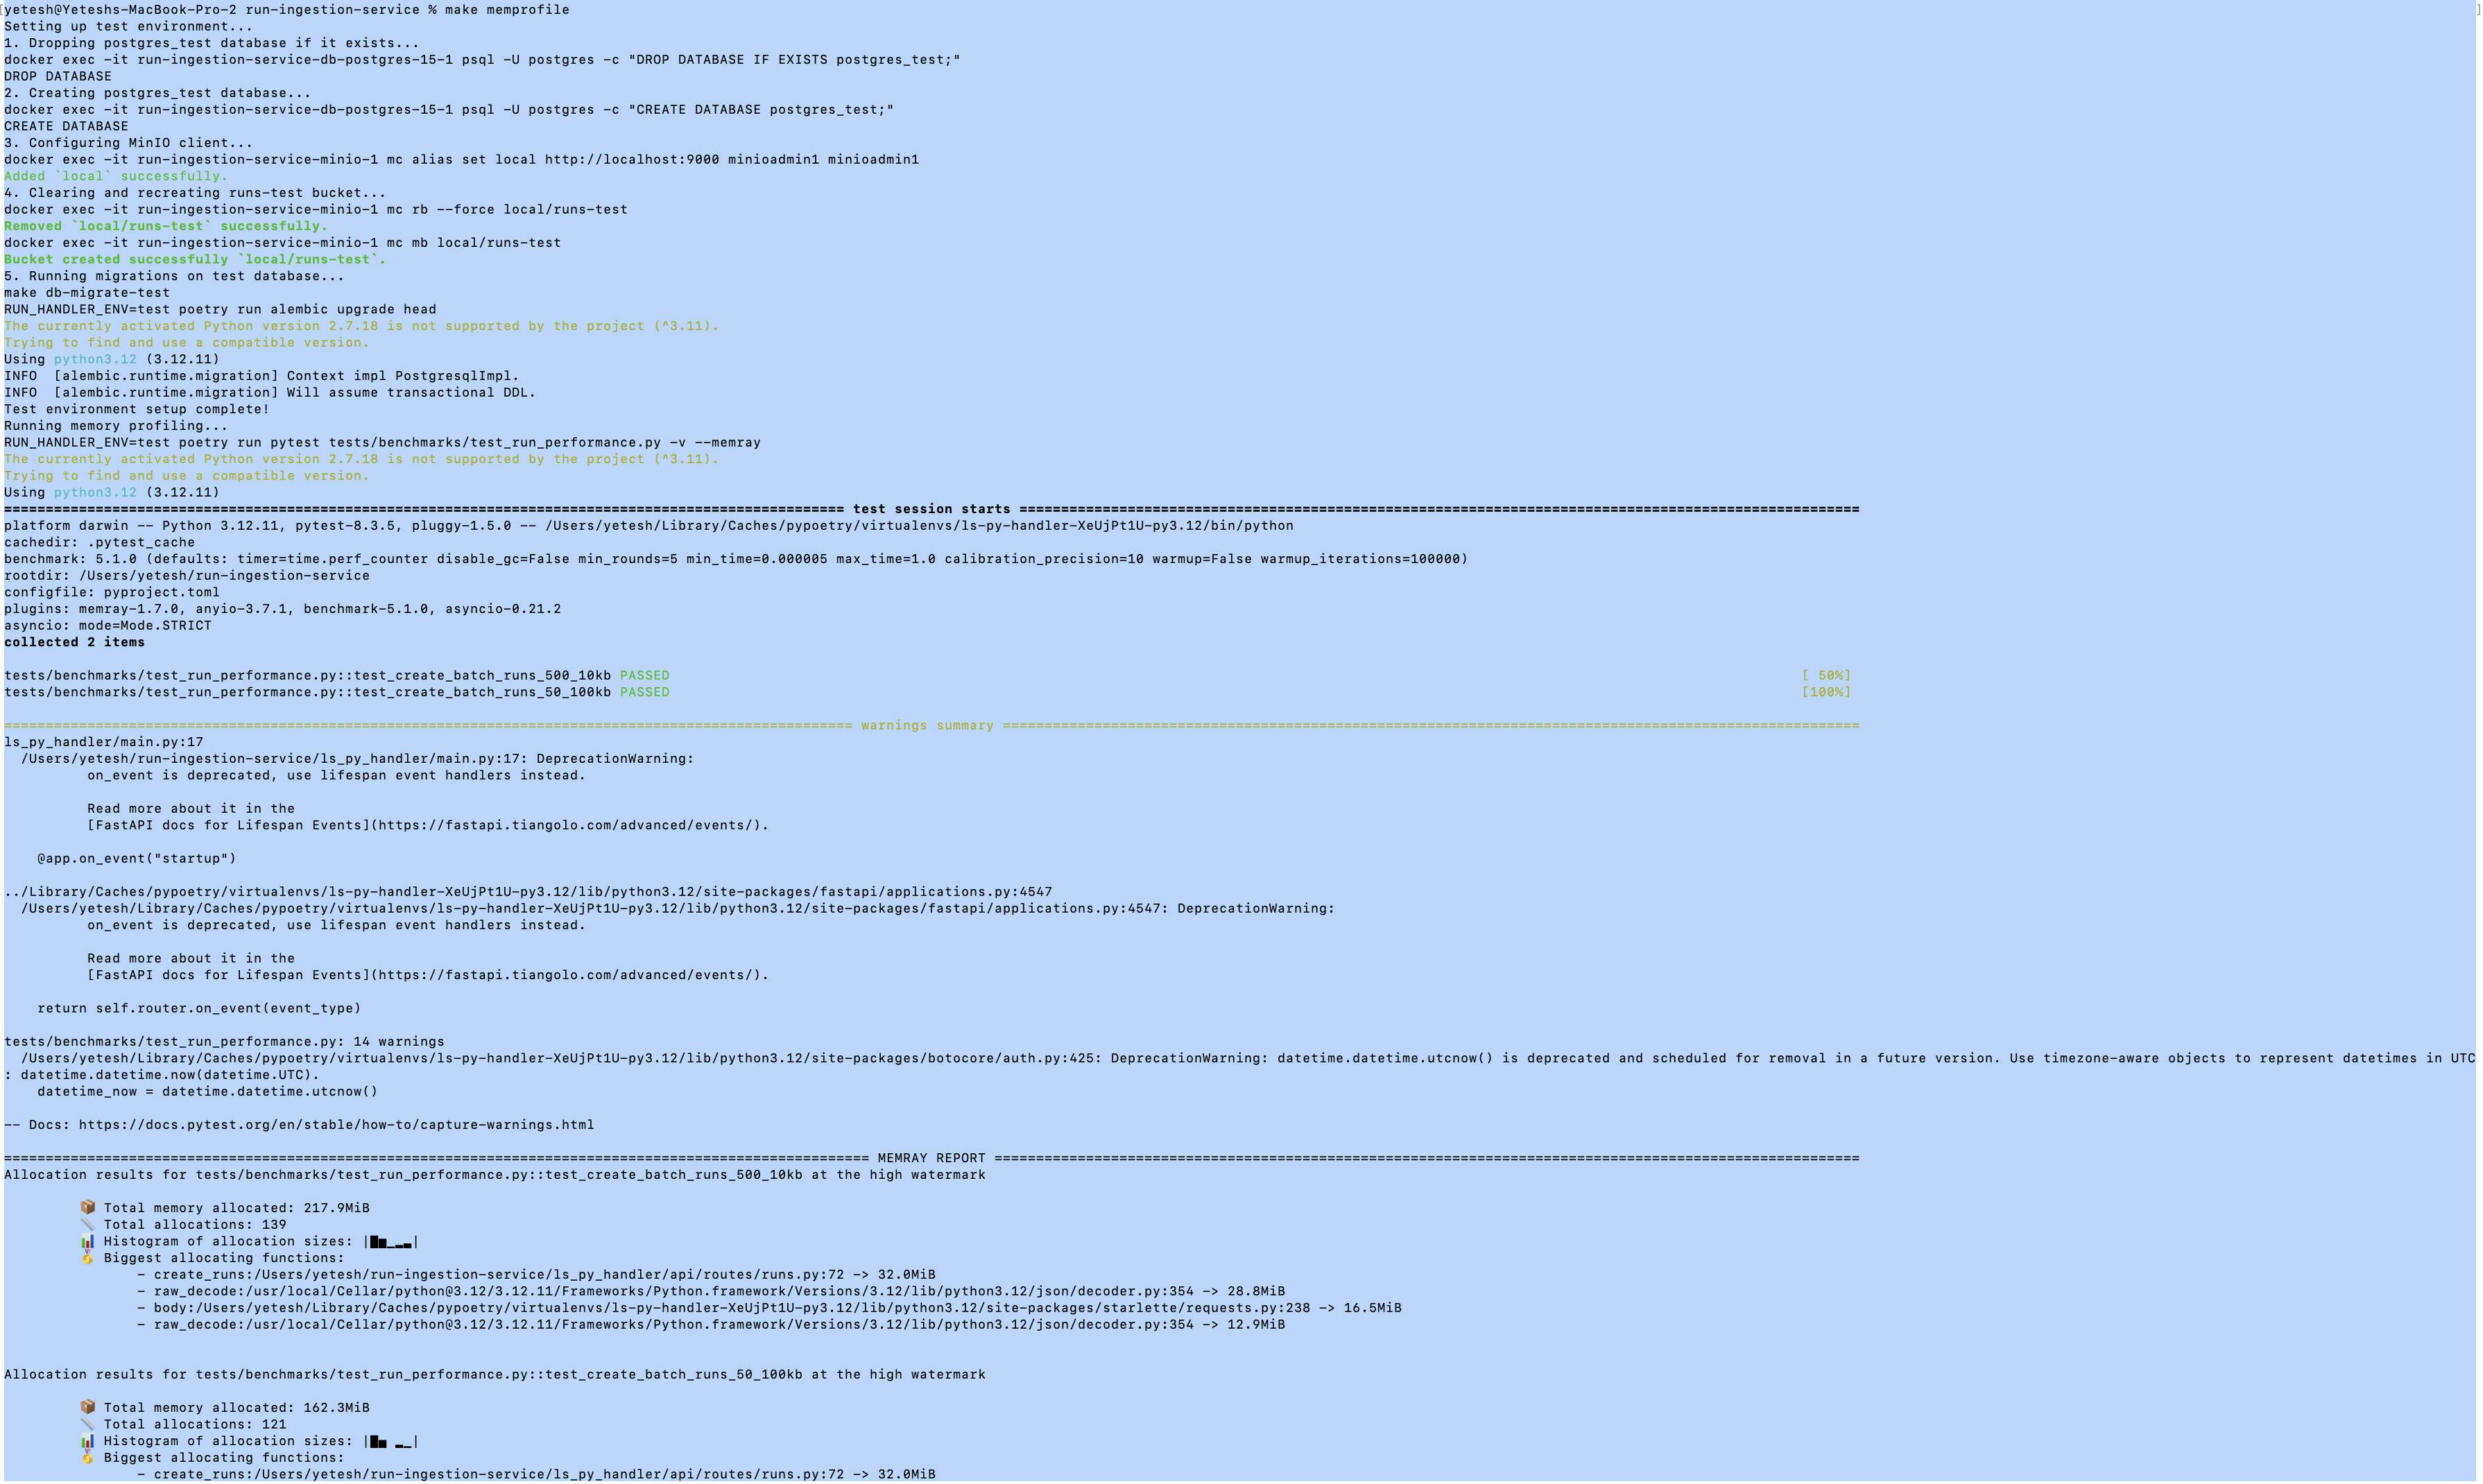 [yetesh@Yeteshs-MacBook-Pro-2 run-ingestion-service % make memprofile ]
Setting up test environment...
1. Dropping postgres_test database if it exists...
docker exec -it run-ingestion-service-db-postgres-15-1 psql -U postgres -c "DROP DATABASE IF EXISTS postgres_test;"
DROP DATABASE
2. Creating postgres_test database...
docker exec -it run-ingestion-service-db-postgres-15-1 psql -U postgres -c "CREATE DATABASE postgres_test;"
CREATE DATABASE
3. Configuring MinIO client...
docker exec -it run-ingestion-service-minio-1 mc alias set local http://localhost:9000 minioadmin1 minioadmin1
Added `local` successfully.
4. Clearing and recreating runs-test bucket...
docker exec -it run-ingestion-service-minio-1 mc rb --force local/runs-test
Removed `local/runs-test` successfully.
docker exec -it run-ingestion-service-minio-1 mc mb local/runs-test
Bucket created successfully `local/runs-test`.
5. Running migrations on test database...
make db-migrate-test
RUN_HANDLER_ENV=test poetry run alembic upgrade head
The currently activated Python version 2.7.18 is not supported by the project (^3.11).
Trying to find and use a compatible version.
Using python3.12 (3.12.11)
INFO  [alembic.runtime.migration] Context impl PostgresqlImpl.
INFO  [alembic.runtime.migration] Will assume transactional DDL.
Test environment setup complete!
Running memory profiling...
RUN_HANDLER_ENV=test poetry run pytest tests/benchmarks/test_run_performance.py -v --memray
The currently activated Python version 2.7.18 is not supported by the project (^3.11).
Trying to find and use a compatible version.
Using python3.12 (3.12.11)
===== test session starts =====
platform darwin -- Python 3.12.11, pytest-8.3.5, pluggy-1.5.0 -- /Users/yetesh/Library/Caches/pypoetry/virtualenvs/ls-py-handler-XeUjPt1U-py3.12/bin/python
cachedir: .pytest_cache
benchmark: 5.1.0 (defaults: timer=time.perf_counter disable_gc=False min_rounds=5 min_time=0.000005 max_time=1.0 calibration_precision=10 warmup=False warmup_iterations=100000)
rootdir: /Users/yetesh/run-ingestion-service
configfile: pyproject.toml
plugins: memray-1.7.0, anyio-3.7.1, benchmark-5.1.0, asyncio-0.21.2
asyncio: mode=Mode.STRICT
collected 2 items
tests/benchmarks/test_run_performance.py::test_create_batch_runs_500_10kb PASSED [ 50%]
tests/benchmarks/test_run_performance.py::test_create_batch_runs_50_100kb PASSED [100%]
===== warnings summary =====
ls_py_handler/main.py:17
  /Users/yetesh/run-ingestion-service/ls_py_handler/main.py:17: DeprecationWarning:
          on_event is deprecated, use lifespan event handlers instead.
          Read more about it in the
          [FastAPI docs for Lifespan Events](https://fastapi.tiangolo.com/advanced/events/).
    @app.on_event("startup")
../Library/Caches/pypoetry/virtualenvs/ls-py-handler-XeUjPt1U-py3.12/lib/python3.12/site-packages/fastapi/applications.py:4547
  /Users/yetesh/Library/Caches/pypoetry/virtualenvs/ls-py-handler-XeUjPt1U-py3.12/lib/python3.12/site-packages/fastapi/applications.py:4547: DeprecationWarning:
          on_event is deprecated, use lifespan event handlers instead.
          Read more about it in the
          [FastAPI docs for Lifespan Events](https://fastapi.tiangolo.com/advanced/events/).
    return self.router.on_event(event_type)
tests/benchmarks/test_run_performance.py: 14 warnings
  /Users/yetesh/Library/Caches/pypoetry/virtualenvs/ls-py-handler-XeUjPt1U-py3.12/lib/python3.12/site-packages/botocore/auth.py:425: DeprecationWarning: datetime.datetime.utcnow() is deprecated and scheduled for removal in a future version. Use timezone-aware objects to represent datetimes in UTC
: datetime.datetime.now(datetime.UTC).
    datetime_now = datetime.datetime.utcnow()
-- Docs: https://docs.pytest.org/en/stable/how-to/capture-warnings.html
===== MEMRAY REPORT =====
Allocation results for tests/benchmarks/test_run_performance.py::test_create_batch_runs_500_10kb at the high watermark
📦 Total memory allocated: 217.9MiB
📏 Total allocations: 139
📊 Histogram of allocation sizes: |█▅▁▂▃|
🥇 Biggest allocating functions:
- create_runs:/Users/yetesh/run-ingestion-service/ls_py_handler/api/routes/runs.py:72 -> 32.0MiB
- raw_decode:/usr/local/Cellar/python@3.12/3.12.11/Frameworks/Python.framework/Versions/3.12/lib/python3.12/json/decoder.py:354 -> 28.8MiB
- body:/Users/yetesh/Library/Caches/pypoetry/virtualenvs/ls-py-handler-XeUjPt1U-py3.12/lib/python3.12/site-packages/starlette/requests.py:238 -> 16.5MiB
- raw_decode:/usr/local/Cellar/python@3.12/3.12.11/Frameworks/Python.framework/Versions/3.12/lib/python3.12/json/decoder.py:354 -> 12.9MiB
Allocation results for tests/benchmarks/test_run_performance.py::test_create_batch_runs_50_100kb at the high watermark
📦 Total memory allocated: 162.3MiB
📏 Total allocations: 121
📊 Histogram of allocation sizes: |█▅ ▂▁|
🥇 Biggest allocating functions:
- create_runs:/Users/yetesh/run-ingestion-service/ls_py_handler/api/routes/runs.py:72 -> 32.0MiB